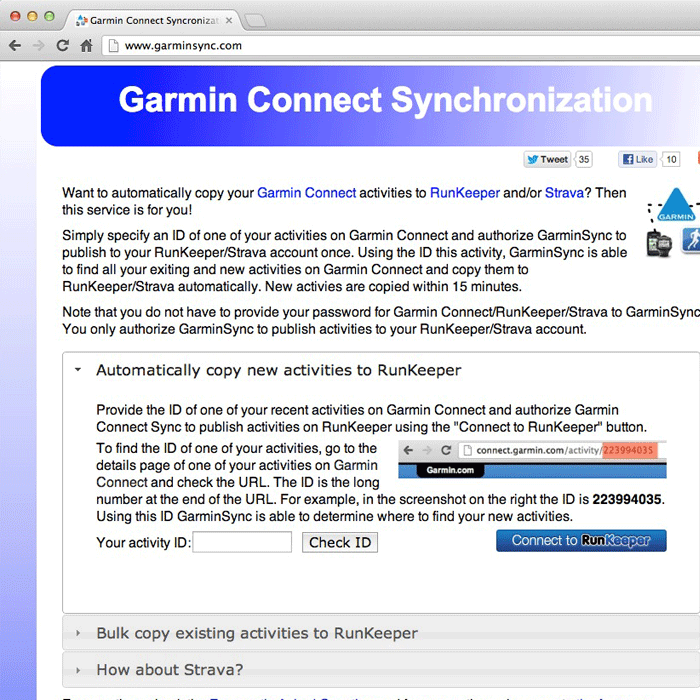 Garmin Connect Syncronizat
www.garminsync.com
Garmin Connect Synchronization
Tweet 35 Like 10
Want to automatically copy your Garmin Connect activities to RunKeeper and/or Strava? Then
this service is for you!
GARMIN
Simply specify an ID of one of your activities on Garmin Connect and authorize GarminSync to
publish to your RunKeeper/Strava account once. Using the ID this activity, GarminSync is able
to find all your exiting and new activities on Garmin Connect and copy them to
RunKeeper/Strava automatically. New activies are copied within 15 minutes.
Note that you do not have to provide your password for Garmin Connect/RunKeeper/Strava to GarminSync
You only authorize GarminSync to publish activities to your RunKeeper/Strava account.
Automatically copy new activities to RunKeeper
Provide the ID of one of your recent activities on Garmin Connect and authorize Garmin
Connect Sync to publish activities on RunKeeper using the "Connect to RunKeeper" button.
To find the ID of one of your activities, go to the
details page of one of your activities on Garmin
Connect and check the URL. The ID is the long
number at the end of the URL. For example, in the screenshot on the right the ID is 223994035.
Using this ID GarminSync is able to determine where to find your new activities.
connect.garmin.com/activity/223994035
Garmin.com
Your activity ID: Check ID Connect to RunKeeper
Bulk copy existing activities to RunKeeper
How about Strava?